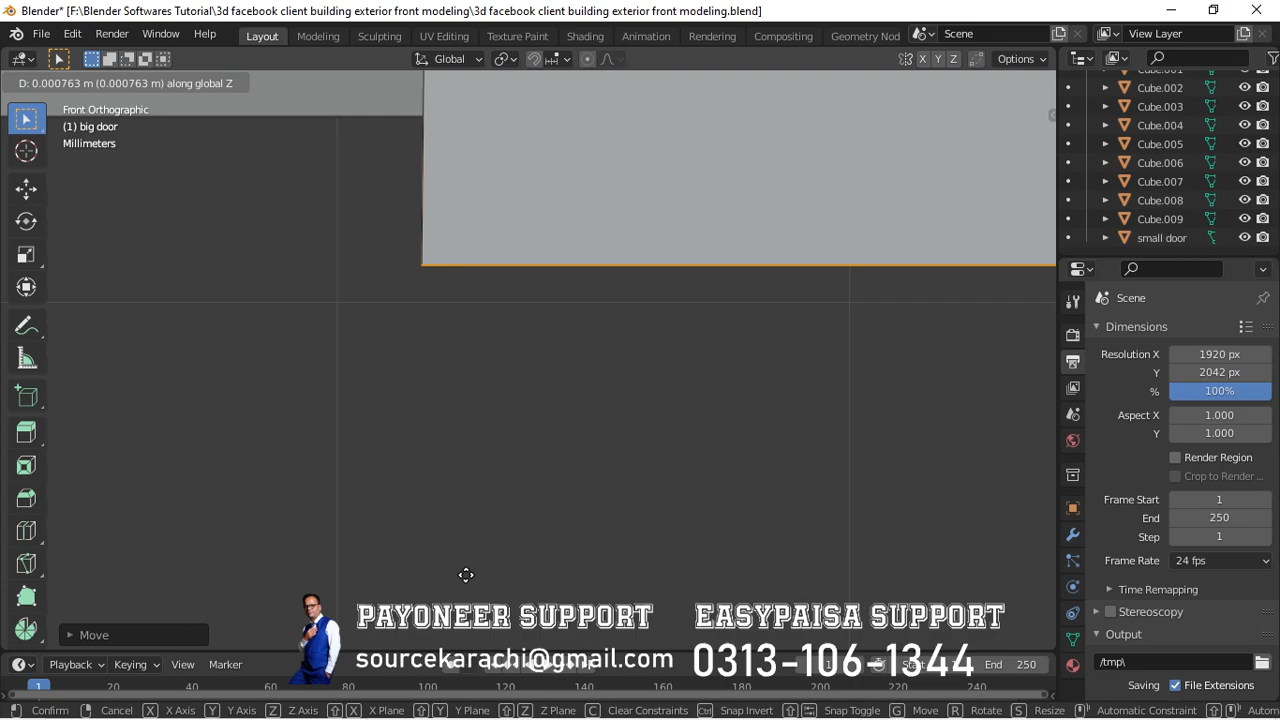 Blender* [F:\Blender Softwares Tutorial\3d facebook client building exterior front modeling\3d facebook client building exterior front modeling.blend]
File Edit Render Window Help Layout Modeling Sculpting UV Editing Texture Paint Shading Animation Rendering Compositing Geometry Nod Scene View Layer
Global X Y Z Options
D: 0.000763 m (0.000763 m) along global Z
Front Orthographic
(1) big door
Millimeters
Cube.001
Cube.002
Cube.003
Cube.004
Cube.005
Cube.006
Cube.007
Cube.008
Cube.009
small door
Scene
Dimensions
Resolution X 1920 px
Y 2042 px
% 100%
Aspect X 1.000
Y 1.000
Render Region
Crop to Render ...
Frame Start 1
End 250
Step 1
Frame Rate 24 fps
Time Remapping
Stereoscopy
Output
/tmp\
Saving File Extensions
Move
PAYONEER SUPPORT EASYPAISA SUPPORT
sourcekarachi@gmail.com 0313-106-1344
Playback Keying View Marker End 250
1 20 40 60 80 100 120 140 160 180 200 220 240
Confirm Cancel X X Axis Y Y Axis Z Z Axis X X Plane Y Y Plane Z Z Plane C Clear Constraints Ctrl Snap Invert Snap Toggle G Move R Rotate S Resize Automatic Constraint Autom